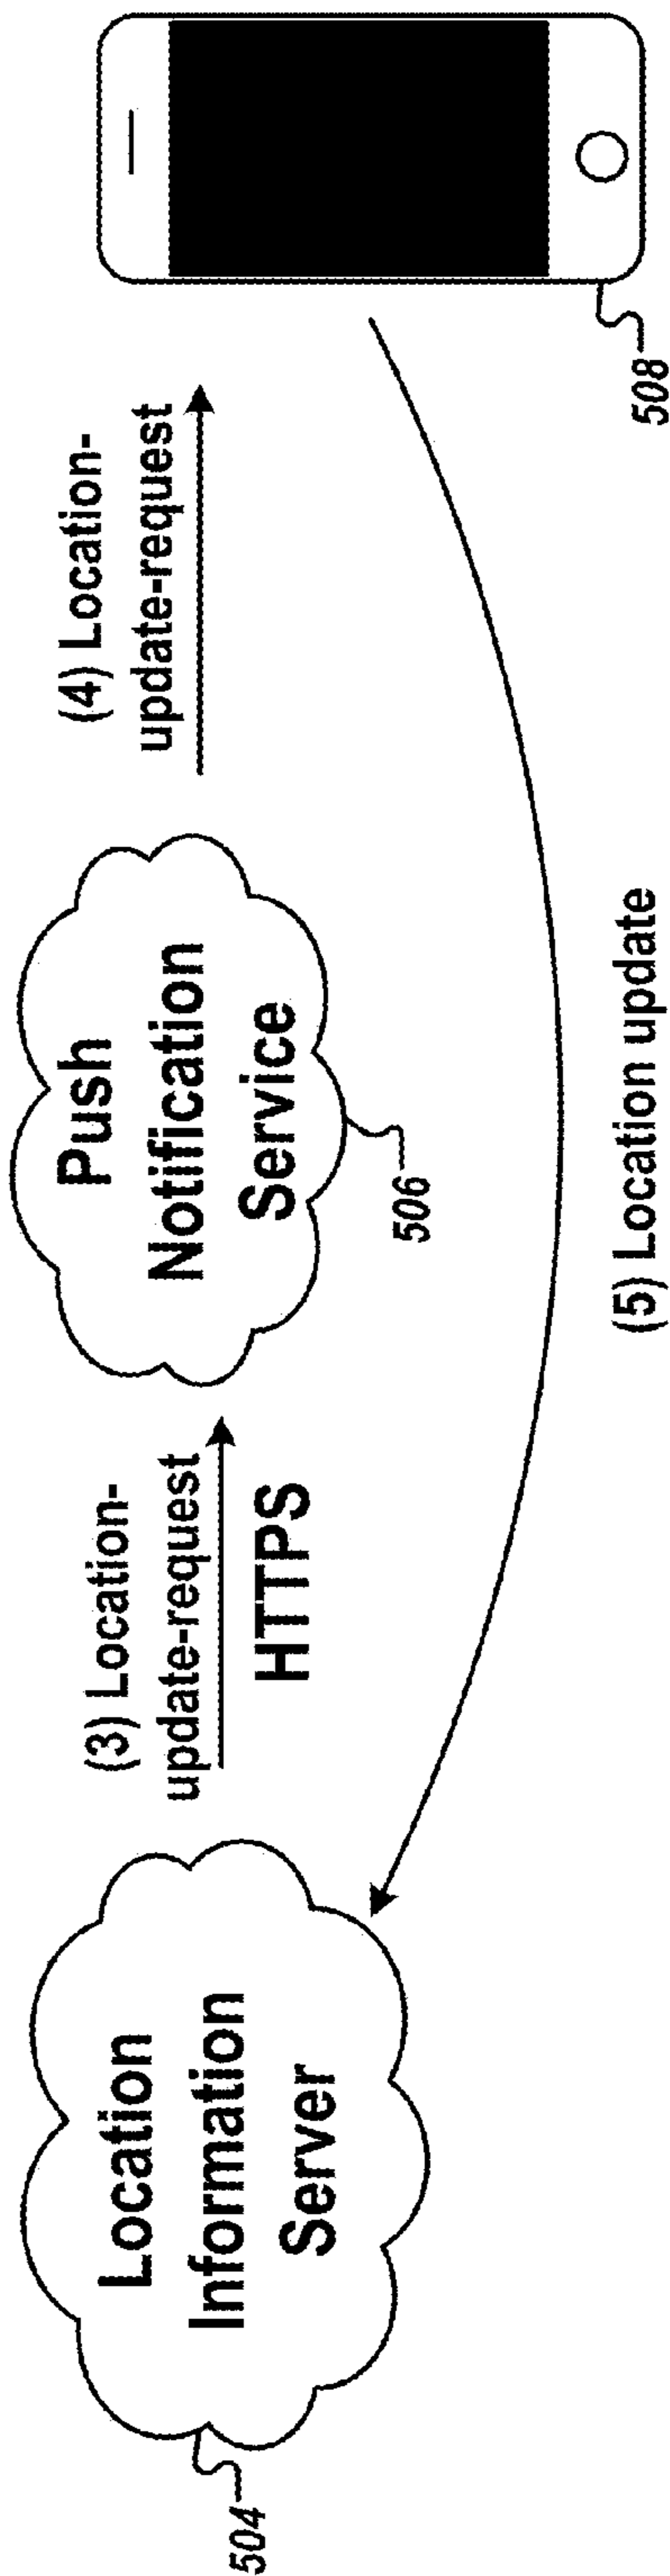 Location
Information
Server
504
(3) Location-
update-request
HTTPS
Push
Notification
Service
506
(4) Location-
update-request
508
(5) Location update